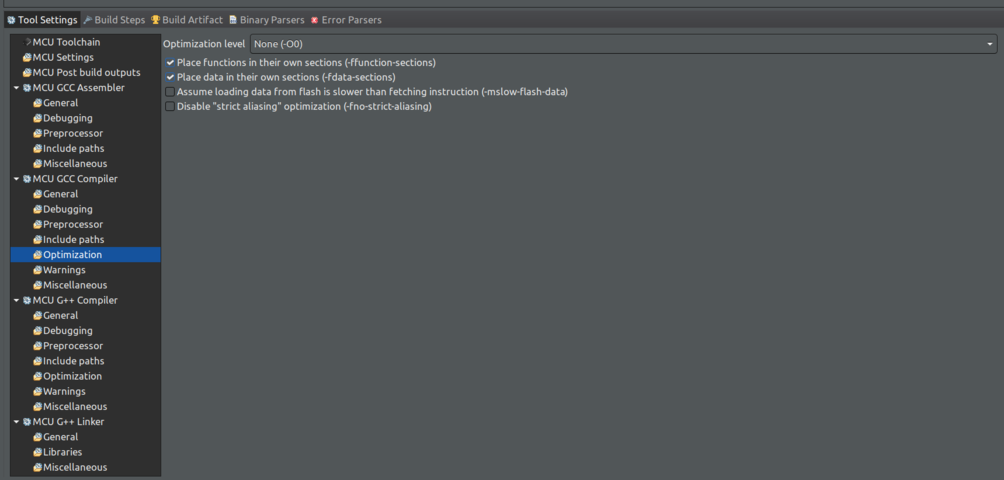 Tool Settings Build Steps Build Artifact Binary Parsers Error Parsers
MCU Toolchain
MCU Settings
MCU Post build outputs
MCU GCC Assembler
General
Debugging
Preprocessor
Include paths
Miscellaneous
MCU GCC Compiler
General
Debugging
Preprocessor
Include paths
Optimization
Warnings
Miscellaneous
MCU G++ Compiler
General
Debugging
Preprocessor
Include paths
Optimization
Warnings
Miscellaneous
MCU G++ Linker
General
Libraries
Miscellaneous
Optimization level None (-O0)
Place functions in their own sections (-ffunction-sections)
Place data in their own sections (-fdata-sections)
Assume loading data from flash is slower than fetching instruction (-mslow-flash-data)
Disable "strict aliasing" optimization (-fno-strict-aliasing)